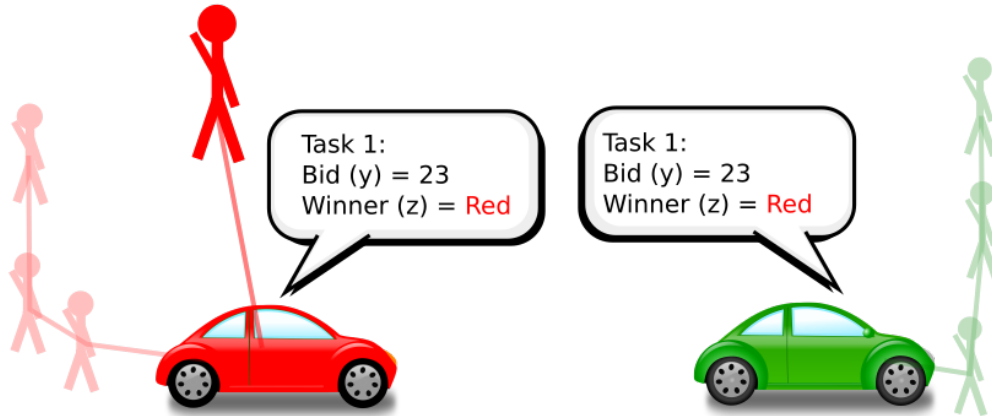 Task 1:
Bid (y) = 23
Winner (z) = Red
Task 1:
Bid (y) = 23
Winner (z) = Red